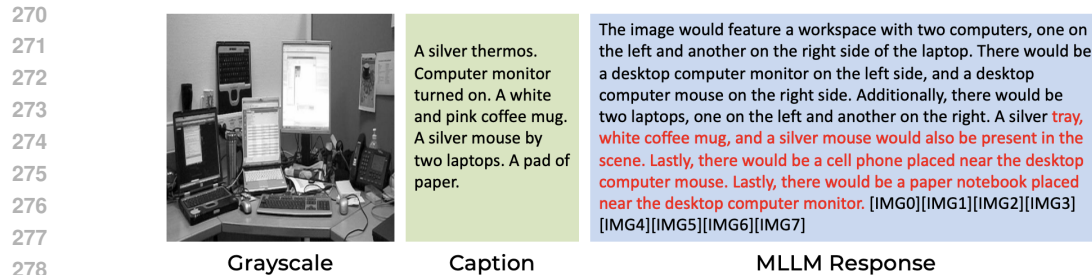 270
271
272
273
274
275
276
277
278
A silver thermos.
Computer monitor
turned on. A white
and pink coffee mug.
A silver mouse by
two laptops. A pad of
paper.
The image would feature a workspace with two computers, one on
the left and another on the right side of the laptop. There would be
a desktop computer monitor on the left side, and a desktop
computer mouse on the right side. Additionally, there would be
two laptops, one on the left and another on the right. A silver tray,
white coffee mug, and a silver mouse would also be present in the
scene. Lastly, there would be a cell phone placed near the desktop
computer mouse. Lastly, there would be a paper notebook placed
near the desktop computer monitor. [IMG0][IMG1][IMG2][IMG3]
[IMG4][IMG5][IMG6][IMG7]
Grayscale
Caption
MLLM Response